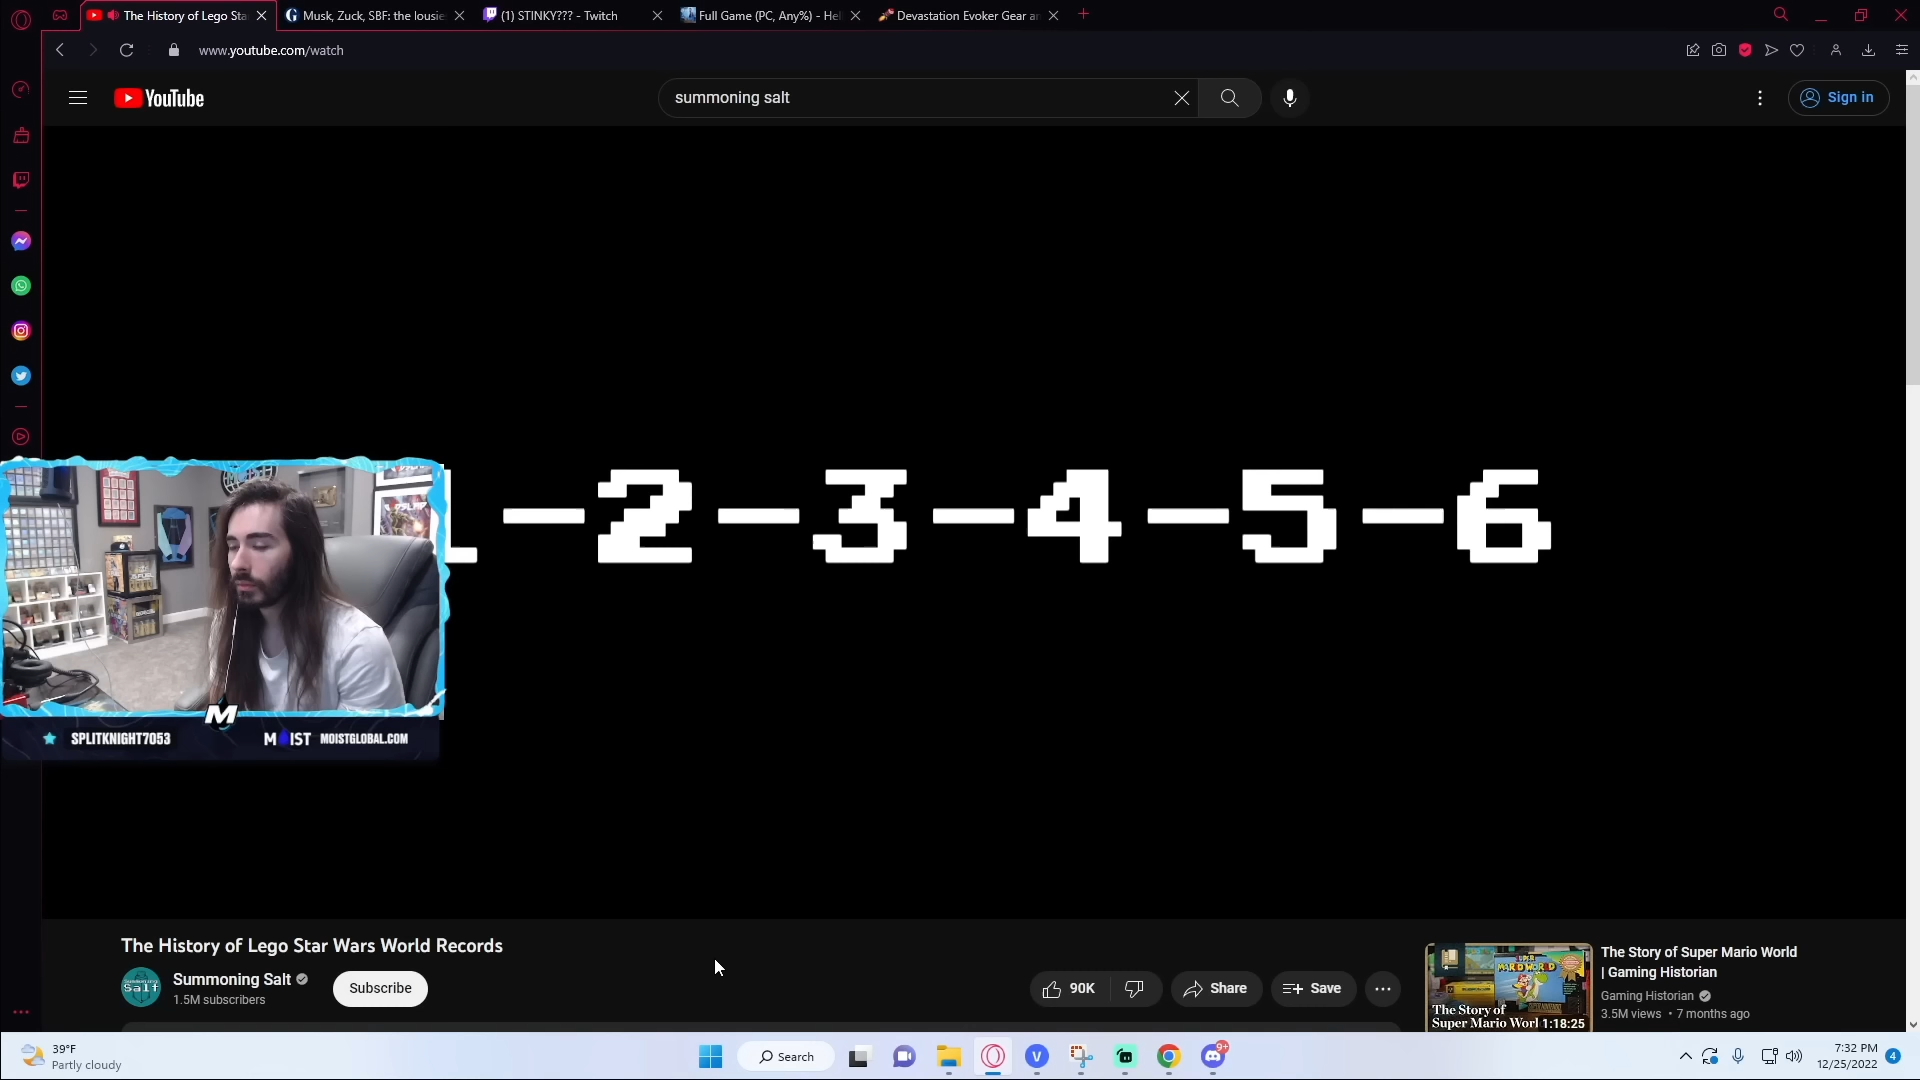 The History of Lego Sta
Musk, Zuck, SBF: the lousie
(1) STINKY??? - Twitch
Full Game (PC, Any%) - Hel
Devastation Evoker Gear an
www.youtube.com/watch
YouTube
summoning salt
Sign in
1-2-3-4-5-6
SPLITKNIGHT7053
M
MOIST
MOISTGLOBAL.COM
The History of Lego Star Wars World Records
Summoning Salt
1.5M subscribers
Subscribe
90K
Share
Save
The Story of
Super Mario Worl
1:18:25
The Story of Super Mario World
| Gaming Historian
Gaming Historian
3.5M views • 7 months ago
39°F
Partly cloudy
Search
9+
7:32 PM
12/25/2022
4